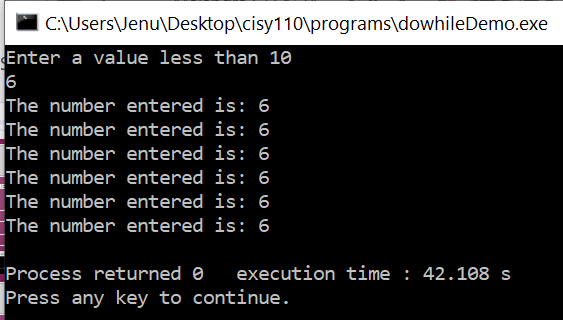 C:\Users\Jenu\Desktop\cisy110\programs\dowhileDemo.exe
Enter a value less than 10
6
The number entered is: 6
The number entered is: 6
The number entered is: 6
The number entered is: 6
The number entered is: 6
The number entered is: 6

Process returned 0   execution time : 42.108 s
Press any key to continue.